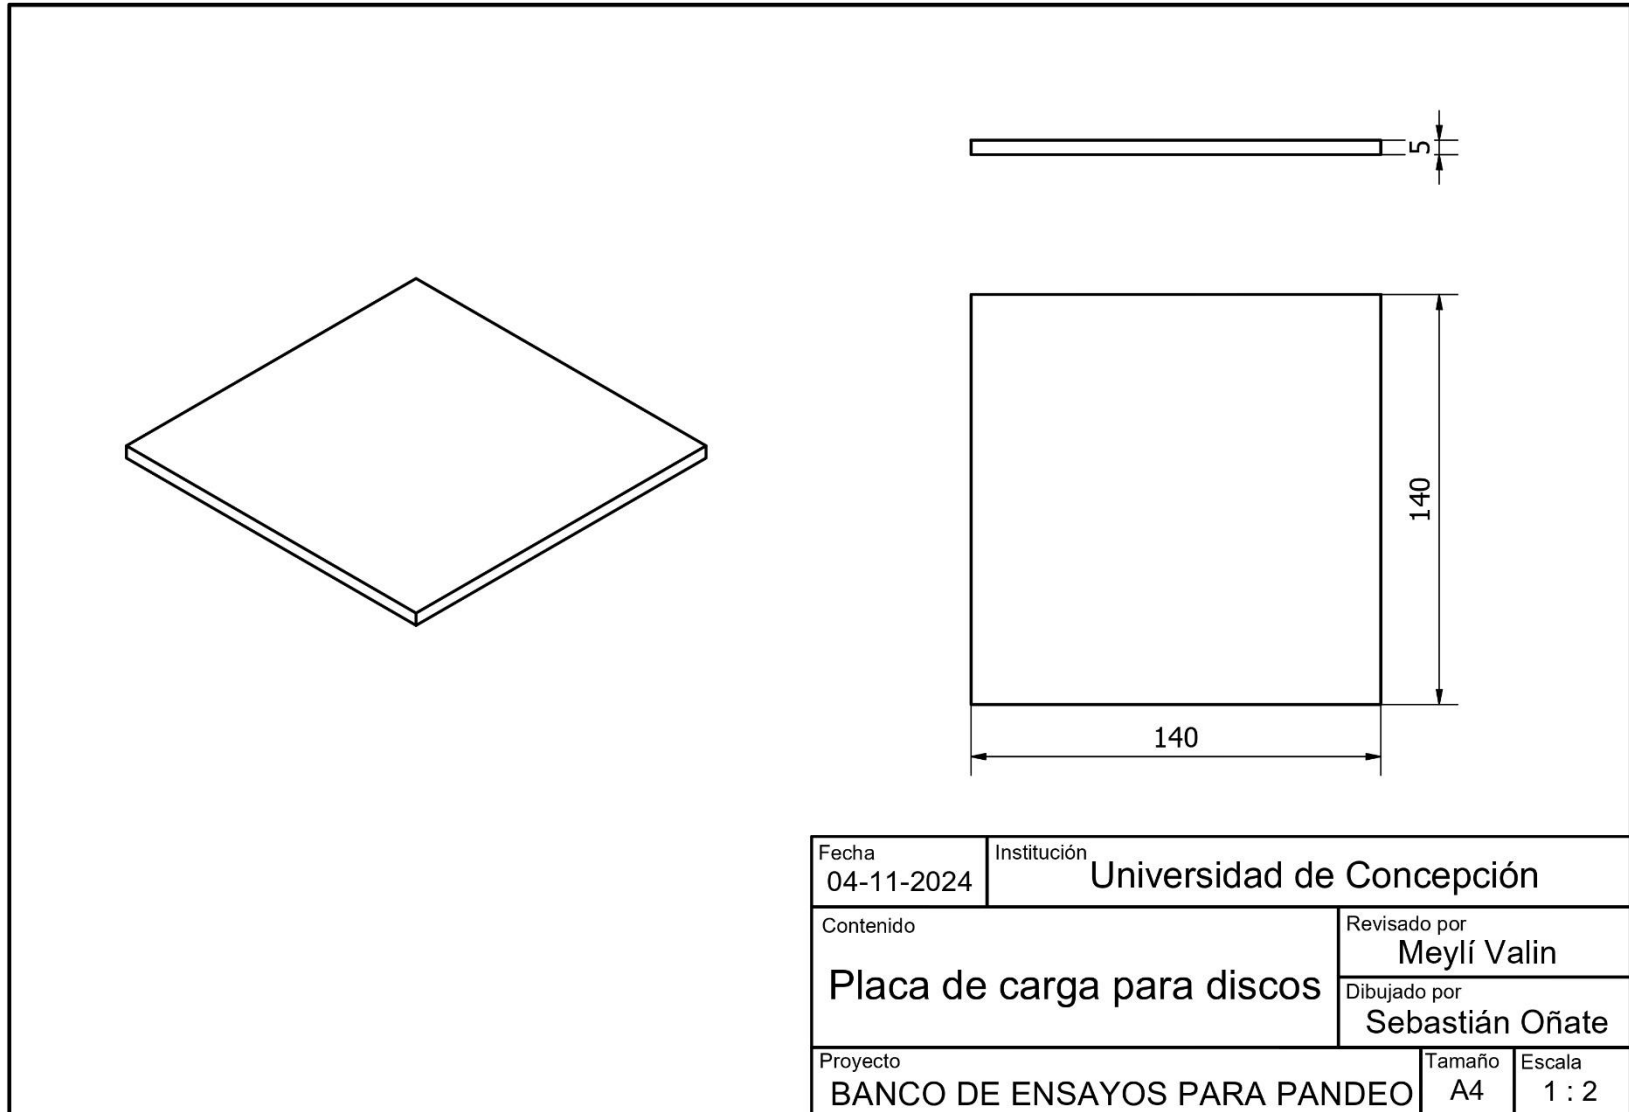 5
140
140
Fecha
04-11-2024
Institución
Universidad de Concepción
Contenido
Placa de carga para discos
Revisado por
Meylí Valin
Dibujado por
Sebastián Oñate
Proyecto
BANCO DE ENSAYOS PARA PANDEO
Tamaño
A4
Escala
1 : 2